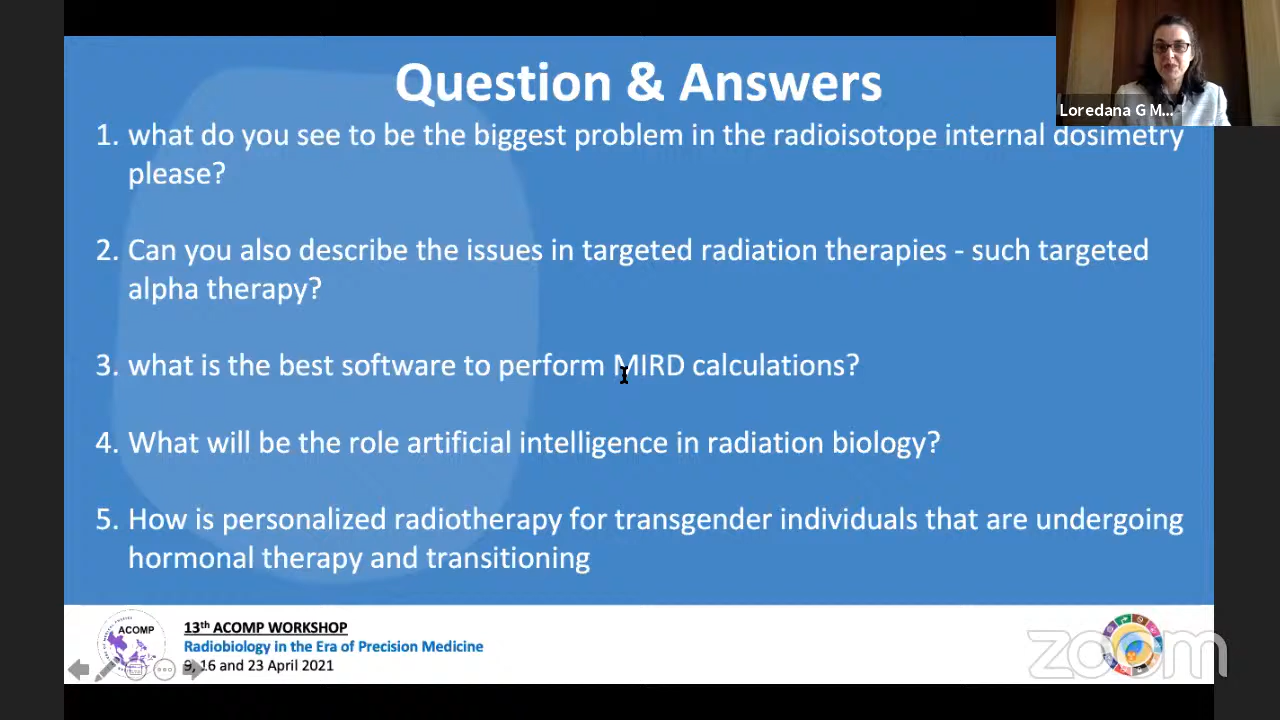 Question & Answers
Loredana G M...
1. what do you see to be the biggest problem in the radioisotope internal dosimetry
please?
2. Can you also describe the issues in targeted radiation therapies - such targeted
alpha therapy?
3. what is the best software to perform MIRD calculations?
4. What will be the role artificial intelligence in radiation biology?
5. How is personalized radiotherapy for transgender individuals that are undergoing
hormonal therapy and transitioning
ACOMP
13th ACOMP WORKSHOP
Radiobiology in the Era of Precision Medicine
9, 16 and 23 April 2021
zoom